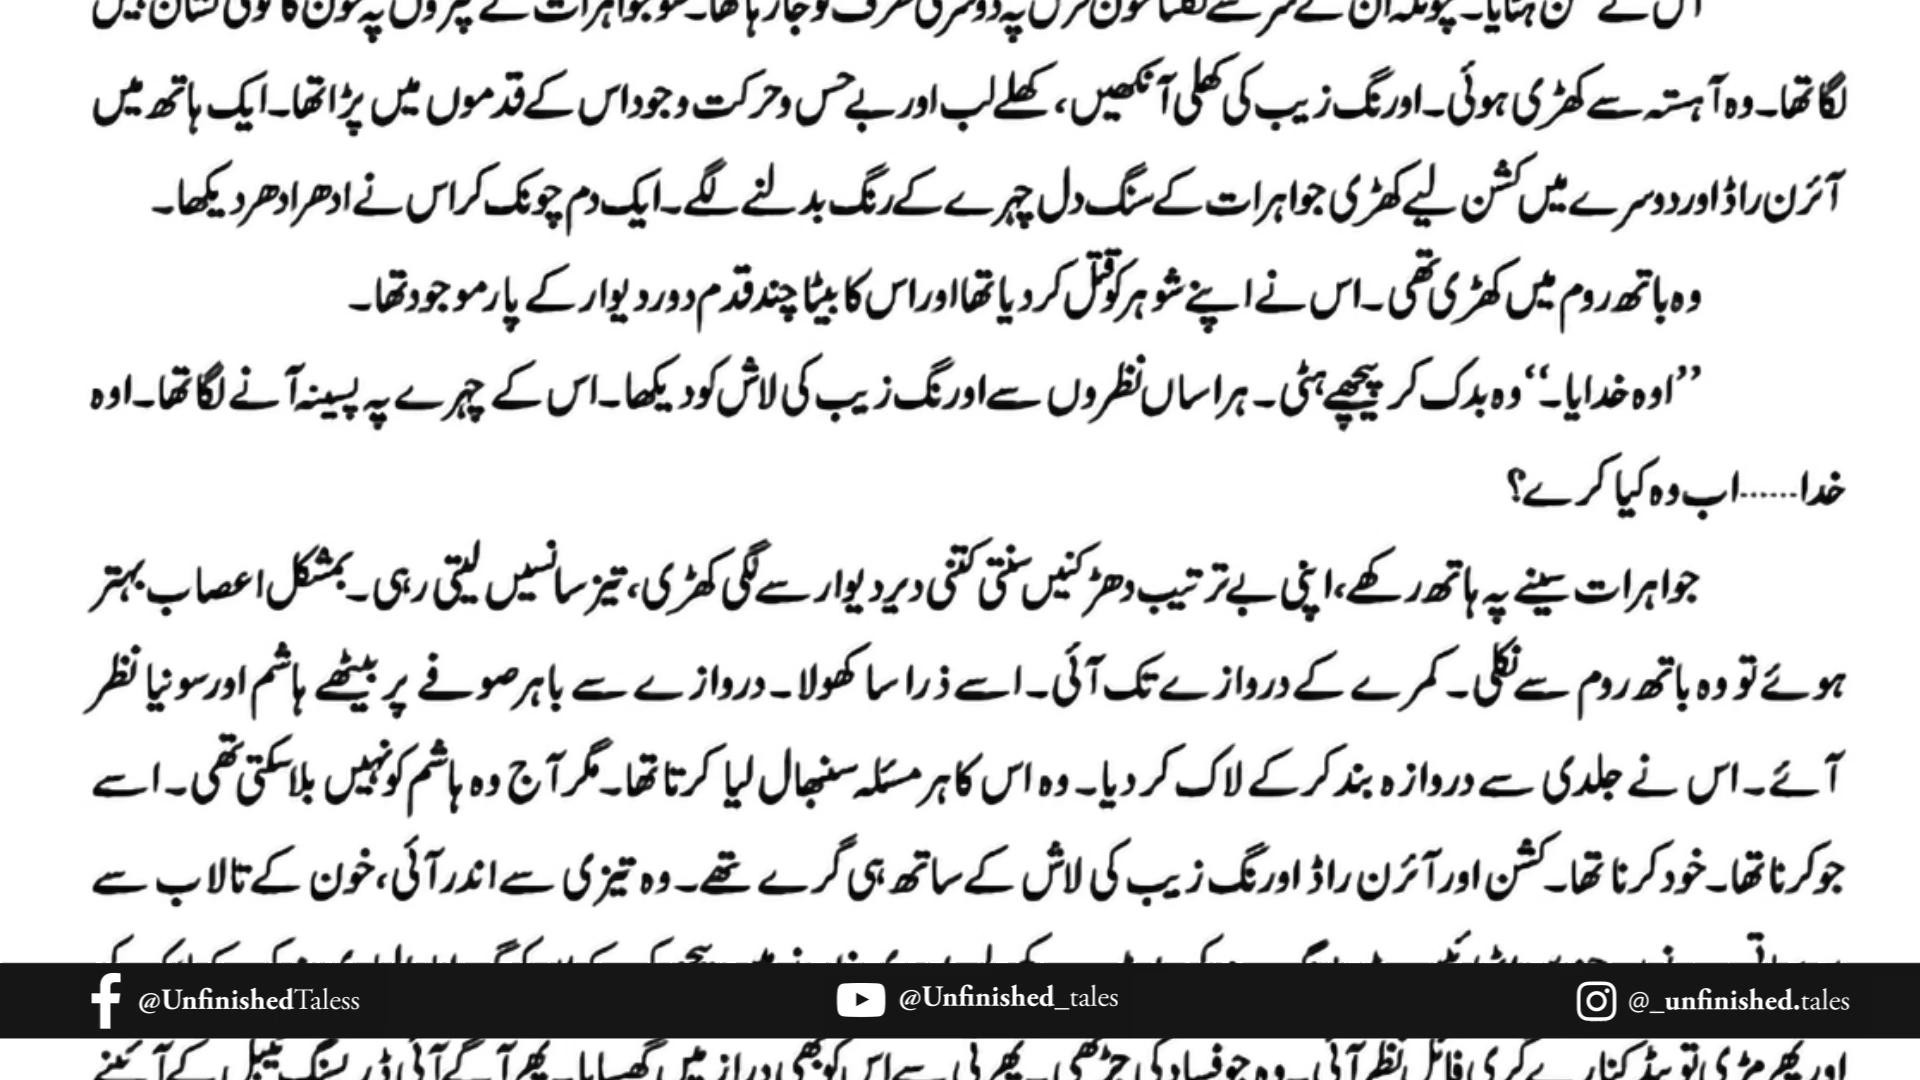 لگا تھا۔ وہ آہستہ سے کھڑی ہوئی۔ اورنگ زیب کی کھلی آنکھیں، کھلے لب اور بے حس و حرکت وجود اس کے قدموں میں پڑا تھا۔ ایک ہاتھ میں
آئرن راڈ اور دوسرے میں کشن لیے کھڑی جواہرات کے سنگ دل چہرے کے رنگ بدلنے لگے۔ ایک دم چونک کر اس نے ادھر ادھر دیکھا۔
وہ باتھ روم میں کھڑی تھی۔ اس نے اپنے شوہر کو قتل کر دیا تھا اور اس کا بیٹا چند قدم دور دیوار کے پار موجود تھا۔
’’اوہ خدایا۔‘‘ وہ بدک کر پیچھے ہٹی۔ ہراساں نظروں سے اورنگ زیب کی لاش کو دیکھا۔ اس کے چہرے پہ پسینہ آنے لگا تھا۔ اوہ
خدا...... اب وہ کیا کرے؟
جواہرات سینے پہ ہاتھ رکھے، اپنی بے ترتیب دھڑکنیں سنتی کتنی دیر دیوار سے لگی کھڑی، تیز سانسیں لیتی رہی۔ بمشکل اعصاب بہتر
ہوئے تو وہ باتھ روم سے نکلی۔ کمرے کے دروازے تک آئی۔ اسے ذرا سا کھولا۔ دروازے سے باہر صوفے پر بیٹھے ہاشم اور سونیا نظر
آئے۔ اس نے جلدی سے دروازہ بند کر کے لاک کر دیا۔ وہ اس کا ہر مسئلہ سنبھال لیا کرتا تھا۔ مگر آج وہ ہاشم کو نہیں بلا سکتی تھی۔ اسے
جو کرنا تھا۔ خود کرنا تھا۔ کشن اور آئرن راڈ اورنگ زیب کی لاش کے ساتھ ہی گرے تھے۔ وہ تیزی سے اندر آئی، خون کے تالاب سے
@UnfinishedTaless
@Unfinished_tales
@_unfinished.tales